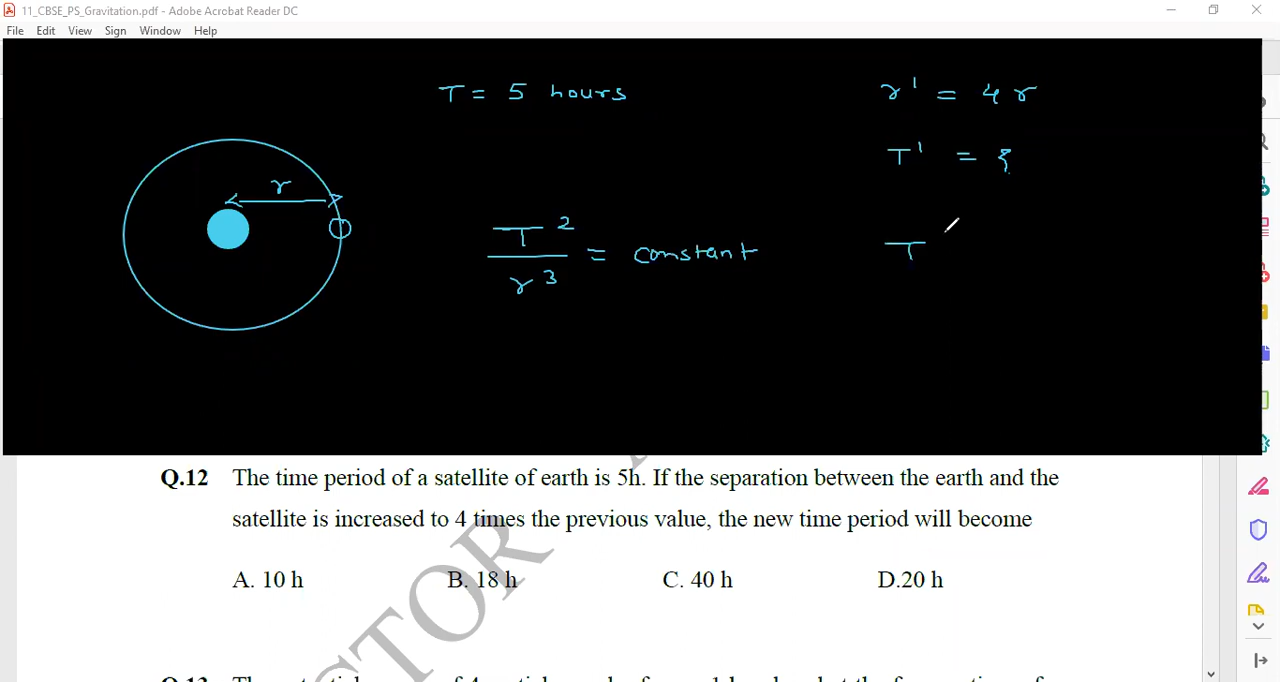 11_CBSE_PS_Gravitation.pdf - Adobe Acrobat Reader DC
File Edit View Sign Window Help
T = 5 hours
r' = 4 r
T' = ?
r
T² / r³ = constant
T
Q.12 The time period of a satellite of earth is 5h. If the separation between the earth and the
satellite is increased to 4 times the previous value, the new time period will become
A. 10 h B. 18 h C. 40 h D.20 h